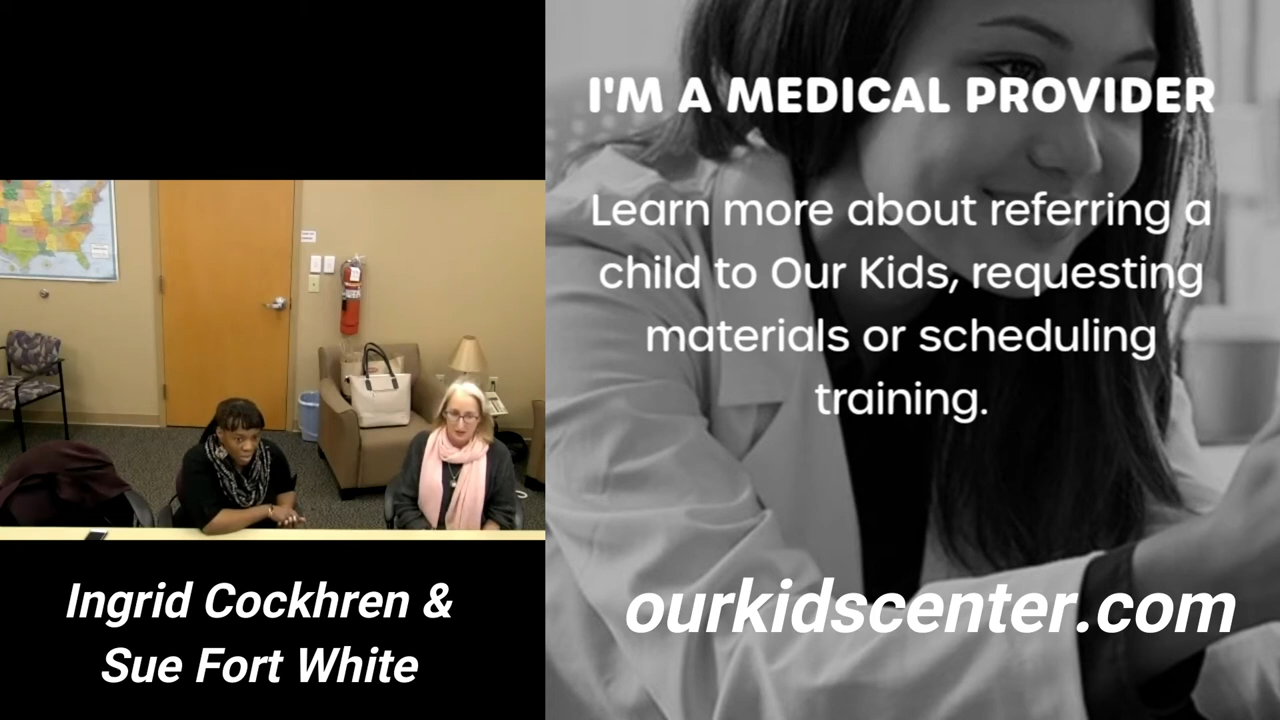 I'M A MEDICAL PROVIDER
Learn more about referring a
child to Our Kids, requesting
materials or scheduling
training.
ourkidscenter.com
Ingrid Cockhren &
Sue Fort White